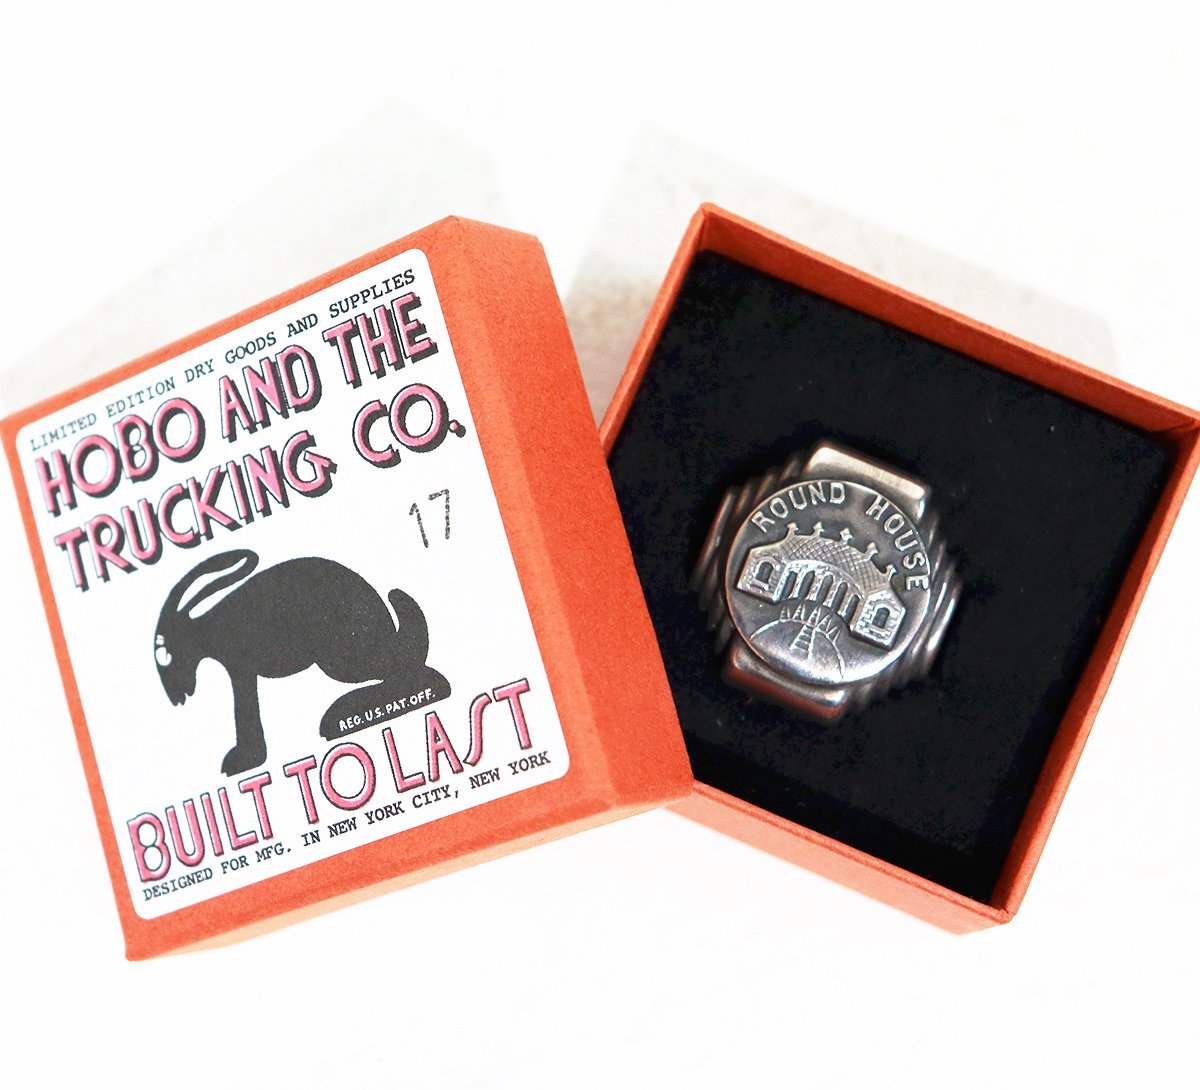 LIMITED EDITION DRY GOODS AND SUPPLIES
HOBO AND THE
TRUCKING CO.
17
REG. U.S. PAT. OFF.
BUILT TO LAST
DESIGNED FOR MFG. IN NEW YORK CITY, NEW YORK
ROUND HOUSE